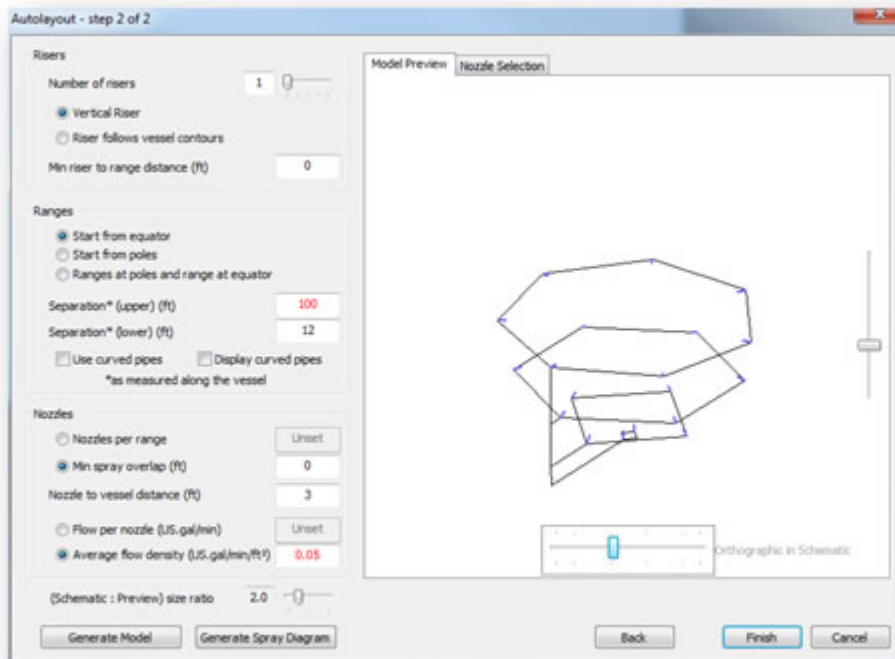 Autolayout - step 2 of 2
Risers
Number of risers 1
Vertical Riser
Riser follows vessel contours
Min riser to range distance (ft) 0
Ranges
Start from equator
Start from poles
Ranges at poles and range at equator
Separation* (upper) (ft) 100
Separation* (lower) (ft) 12
Use curved pipes Display curved pipes
*as measured along the vessel
Nozzles
Nozzles per range Unset
Min spray overlap (ft) 0
Nozzle to vessel distance (ft) 3
Flow per nozzle (US.gal/min) Unset
Average flow density (US.gal/min/ft²) 0.05
(Schematic : Preview) size ratio 2.0
Generate Model Generate Spray Diagram
Model Preview Nozzle Selection
Orthographic in Schematic
Back Finish Cancel